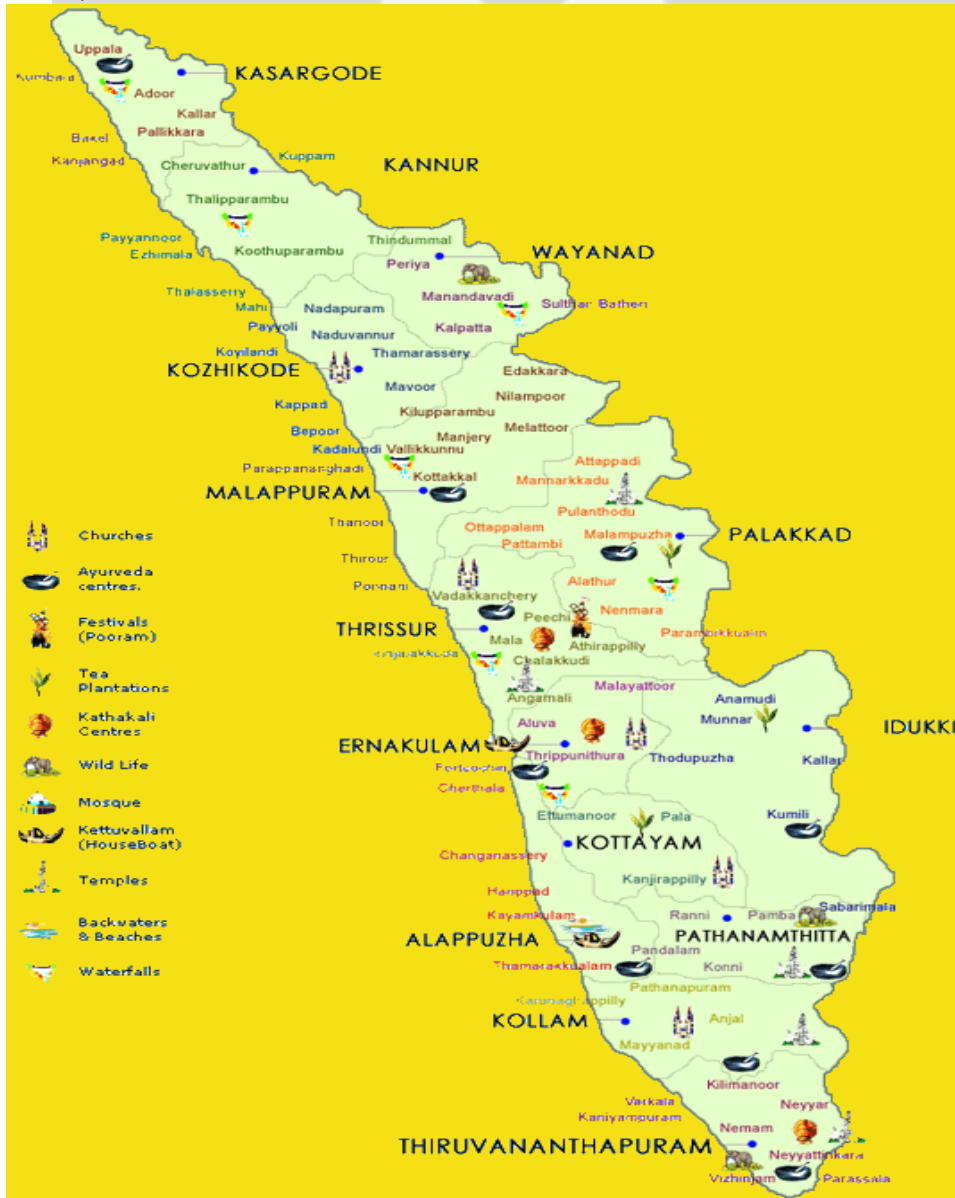 Uppala
KASARGODE
Kumbala
Adoor
Kallar
Pallikkara
Bakel
Kanjangad
Kuppam
KANNUR
Cheruvathur
Thalipparambu
Payyannoor
Ezhimala
Koothuparambu
Thindummal
WAYANAD
Periya
Manandavadi
Sulthan Batheri
Kalpatta
Thalasserry
Mahi
Nadapuram
Payyoli
Naduvannur
Koyilandi
Thamarassery
KOZHIKODE
Mavoor
Edakkara
Nilampoor
Kappad
Kilupparambu
Melattoor
Bepoor
Manjery
Kadalundi
Vallikkunnu
Parappananghadi
Kottakkal
MALAPPURAM
Attappadi
Mannarkkadu
Pulanthodu
Thanoor
Ottappalam
Malampuzha
PALAKKAD
Pattambi
Thiroor
Ponnani
Alathur
Vadakkanchery
Nenmara
Peechi
THRISSUR
Mala
Athirappilly
Chalakkudi
Angamali
Malayattoor
Anamudi
Munnar
IDUKKI
Aluva
ERNAKULAM
Thrippunithura
Thodupuzha
Kallar
Cherthala
Ettumanoor
Pala
Kumili
KOTTAYAM
Changanassery
Kanjirappilly
Harippad
Kayamkulam
Ranni
Pamba
Sabarimala
ALAPPUZHA
PATHANAMTHITTA
Pandalam
Thamarakkualam
Konni
Pathanapuram
KOLLAM
Anjal
Mayyanad
Kilimanoor
Varkala
Kaniyampuram
Neyyar
Nemam
THIRUVANANTHAPURAM
Neyyattinkara
Vizhinjam
Parassala
Churches
Ayurveda
centres.
Festivals
(Pooram)
Tea
Plantations
Kathakali
Centres
Wild Life
Mosque
Kettuvallam
(HouseBoat)
Temples
Backwaters
& Beaches
Waterfalls